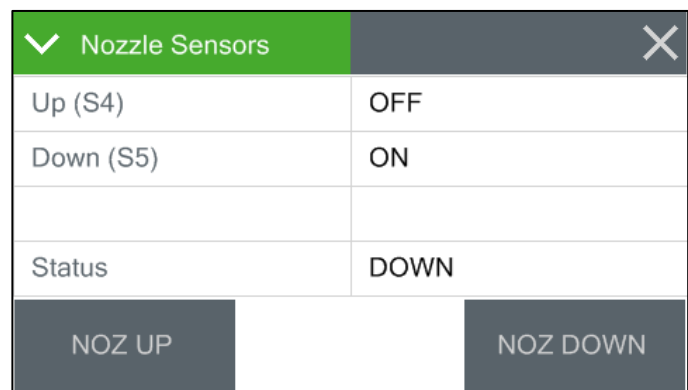 Nozzle Sensors
Up (S4) OFF
Down (S5) ON
Status DOWN
NOZ UP NOZ DOWN